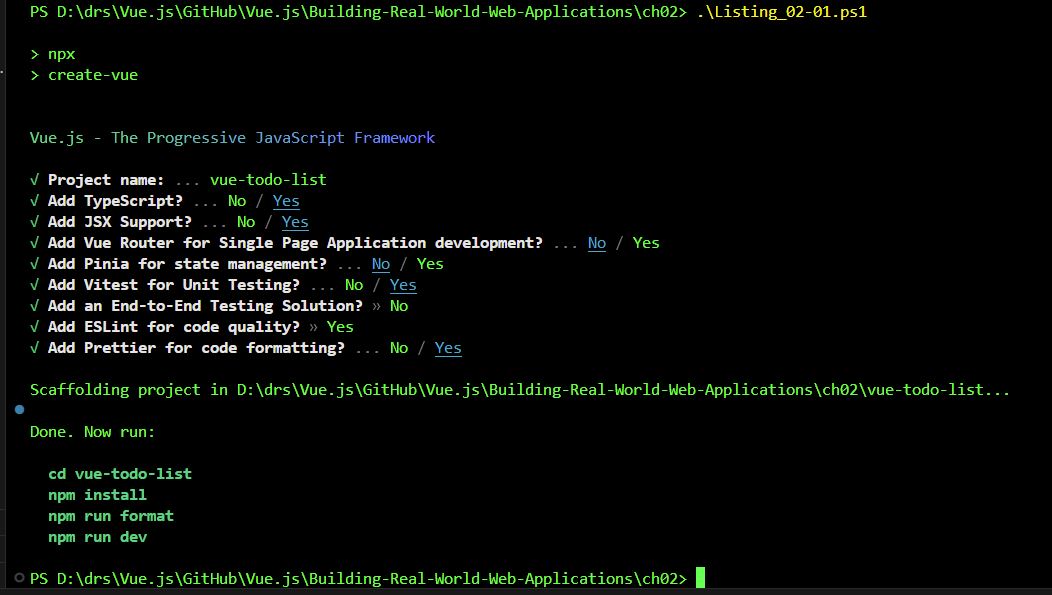 PS D:\drs\Vue.js\GitHub\Vue.js\Building-Real-World-Web-Applications\ch02> .\Listing_02-01.ps1
> npx
> create-vue
Vue.js - The Progressive JavaScript Framework
√ Project name: ... vue-todo-list
√ Add TypeScript? ... No / Yes
√ Add JSX Support? ... No / Yes
√ Add Vue Router for Single Page Application development? ... No / Yes
√ Add Pinia for state management? ... No / Yes
√ Add Vitest for Unit Testing? ... No / Yes
√ Add an End-to-End Testing Solution? » No
√ Add ESLint for code quality? » Yes
√ Add Prettier for code formatting? ... No / Yes
Scaffolding project in D:\drs\Vue.js\GitHub\Vue.js\Building-Real-World-Web-Applications\ch02\vue-todo-list...
Done. Now run:
cd vue-todo-list
npm install
npm run format
npm run dev
PS D:\drs\Vue.js\GitHub\Vue.js\Building-Real-World-Web-Applications\ch02>